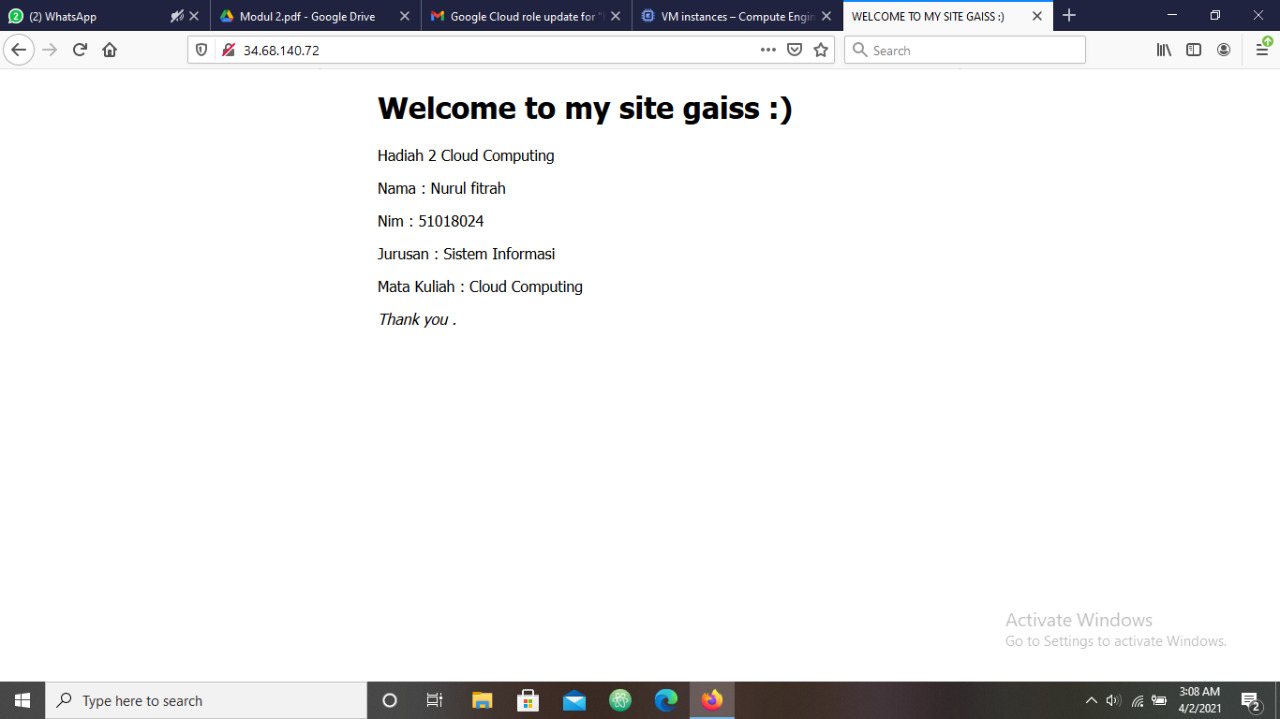 (2) WhatsApp
Modul 2.pdf - Google Drive
Google Cloud role update for "
VM instances – Compute Engin
WELCOME TO MY SITE GAISS :)
34.68.140.72
Search
Welcome to my site gaiss :)
Hadiah 2 Cloud Computing
Nama : Nurul fitrah
Nim : 51018024
Jurusan : Sistem Informasi
Mata Kuliah : Cloud Computing
Thank you .
Activate Windows
Go to Settings to activate Windows.
Type here to search
3:08 AM
4/2/2021
2